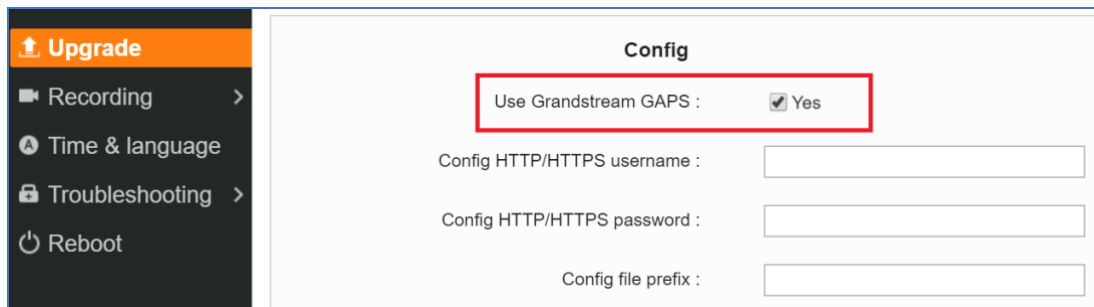 Upgrade
Recording
Time & language
Troubleshooting
Reboot
Config
Use Grandstream GAPS : Yes
Config HTTP/HTTPS username :
Config HTTP/HTTPS password :
Config file prefix :